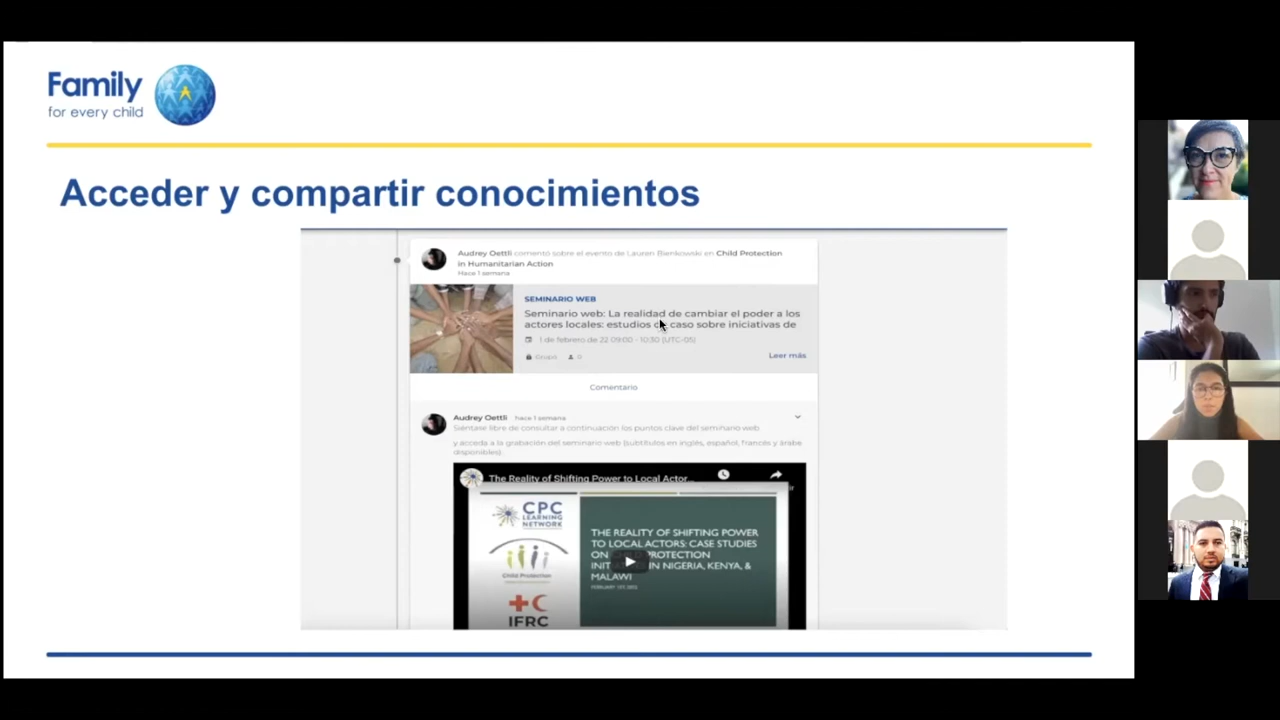 Family
for every child
Acceder y compartir conocimientos
Audrey Oettli comentó sobre el evento de Lauren Bienkowski en Child Protection
in Humanitarian Action
Hace 1 semana
SEMINARIO WEB
Seminario web: La realidad de cambiar el poder a los
actores locales: estudios de caso sobre iniciativas de
1 de febrero de 22 09:00 - 10:30 (UTC-05)
Grupo 0
Leer más
Comentario
Audrey Oettli hace 1 semana
Siéntase libre de consultar a continuación los puntos clave del seminario web
y acceda a la grabación del seminario web (subtítulos en inglés, español, francés y árabe
disponibles)
The Reality of Shifting Power to Local Actor...
CPC
LEARNING
NETWORK
Child Protection
IFRC
THE REALITY OF SHIFTING POWER
TO LOCAL ACTORS: CASE STUDIES
ON PROTECTION
IN NIGERIA, KENYA, &
MALAWI